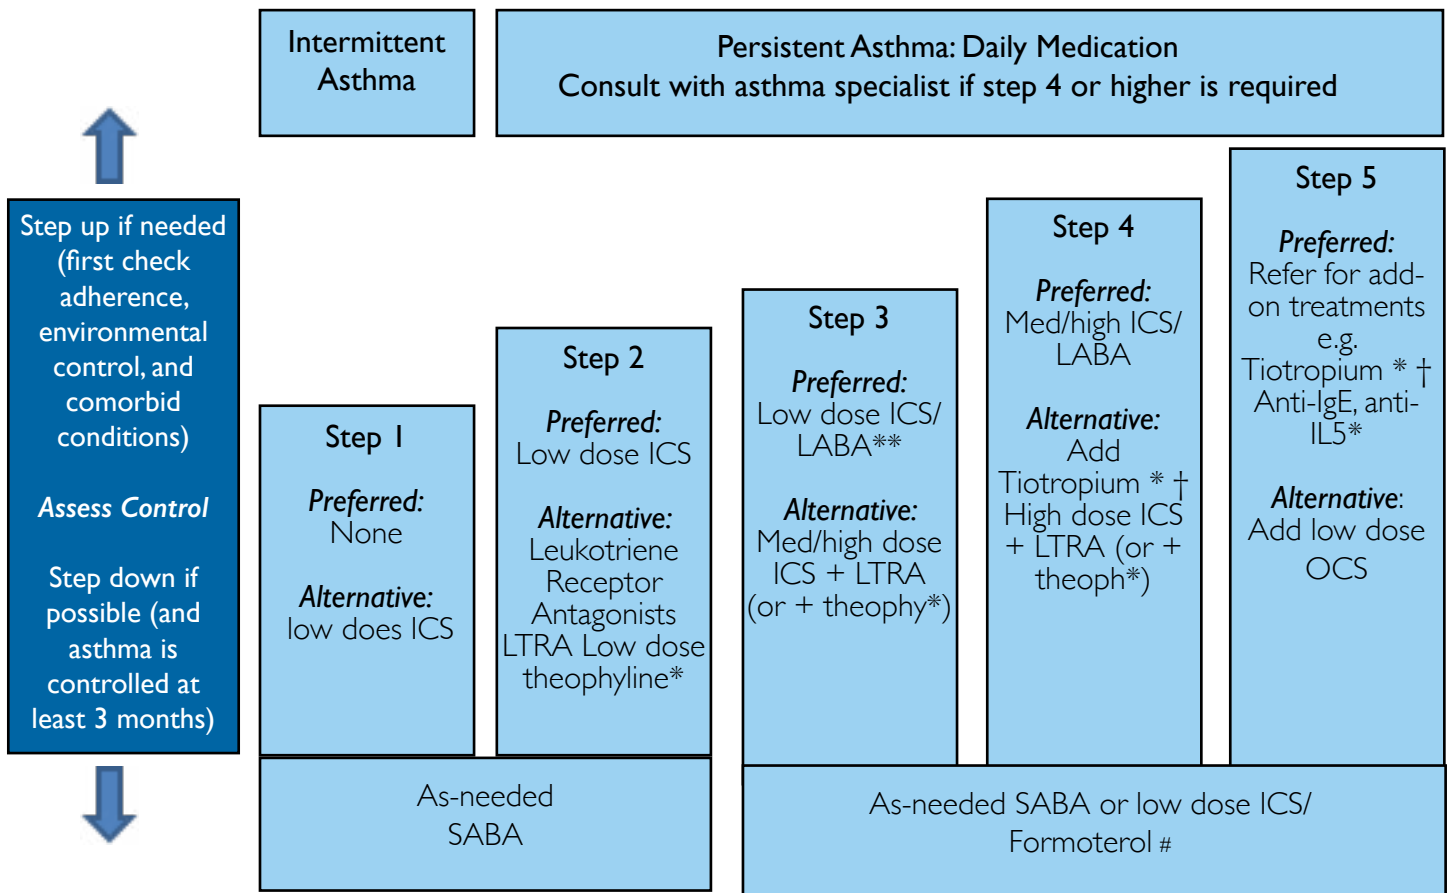 Intermittent
Asthma
Persistent Asthma: Daily Medication
Consult with asthma specialist if step 4 or higher is required
Step up if needed
(first check
adherence,
environmental
control, and
comorbid
conditions)
Assess Control
Step down if
possible (and
asthma is
controlled at
least 3 months)
Step 1
Preferred:
None
Alternative:
low does ICS
Step 2
Preferred:
Low dose ICS
Alternative:
Leukotriene
Receptor
Antagonists
LTRA Low dose
theophyline*
Step 3
Preferred:
Low dose ICS/
LABA**
Alternative:
Med/high dose
ICS + LTRA
(or + theophy*)
Step 4
Preferred:
Med/high ICS/
LABA
Alternative:
Add
Tiotropium * †
High dose ICS
+ LTRA (or +
theoph*)
Step 5
Preferred:
Refer for add-
on treatments
e.g.
Tiotropium * †
Anti-IgE, anti-
IL5*
Alternative:
Add low dose
OCS
As-needed
SABA
As-needed SABA or low dose ICS/
Formoterol #